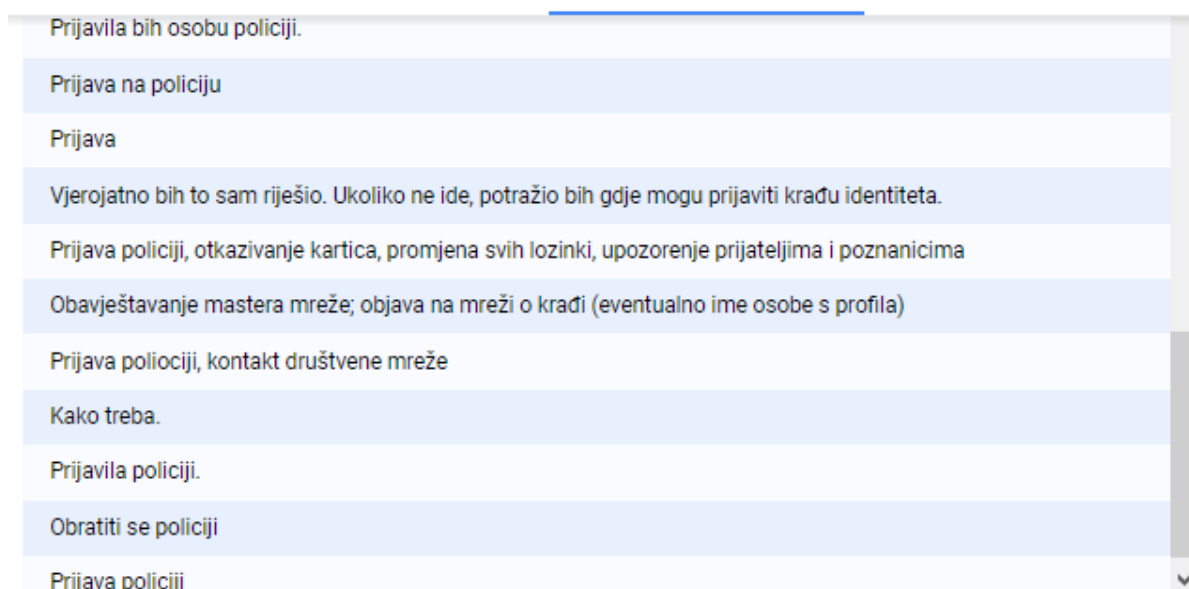 Prijavila bih osobu policiji.
Prijava na policiju
Prijava
Vjerojatno bih to sam riješio. Ukoliko ne ide, potražio bih gdje mogu prijaviti krađu identiteta.
Prijava policiji, otkazivanje kartica, promjena svih lozinki, upozorenje prijateljima i poznanicima
Obavještavanje mastera mreže; objava na mreži o krađi (eventualno ime osobe s profila)
Prijava poliociji, kontakt društvene mreže
Kako treba.
Prijavila policiji.
Obratiti se policiji
Prijava policiji